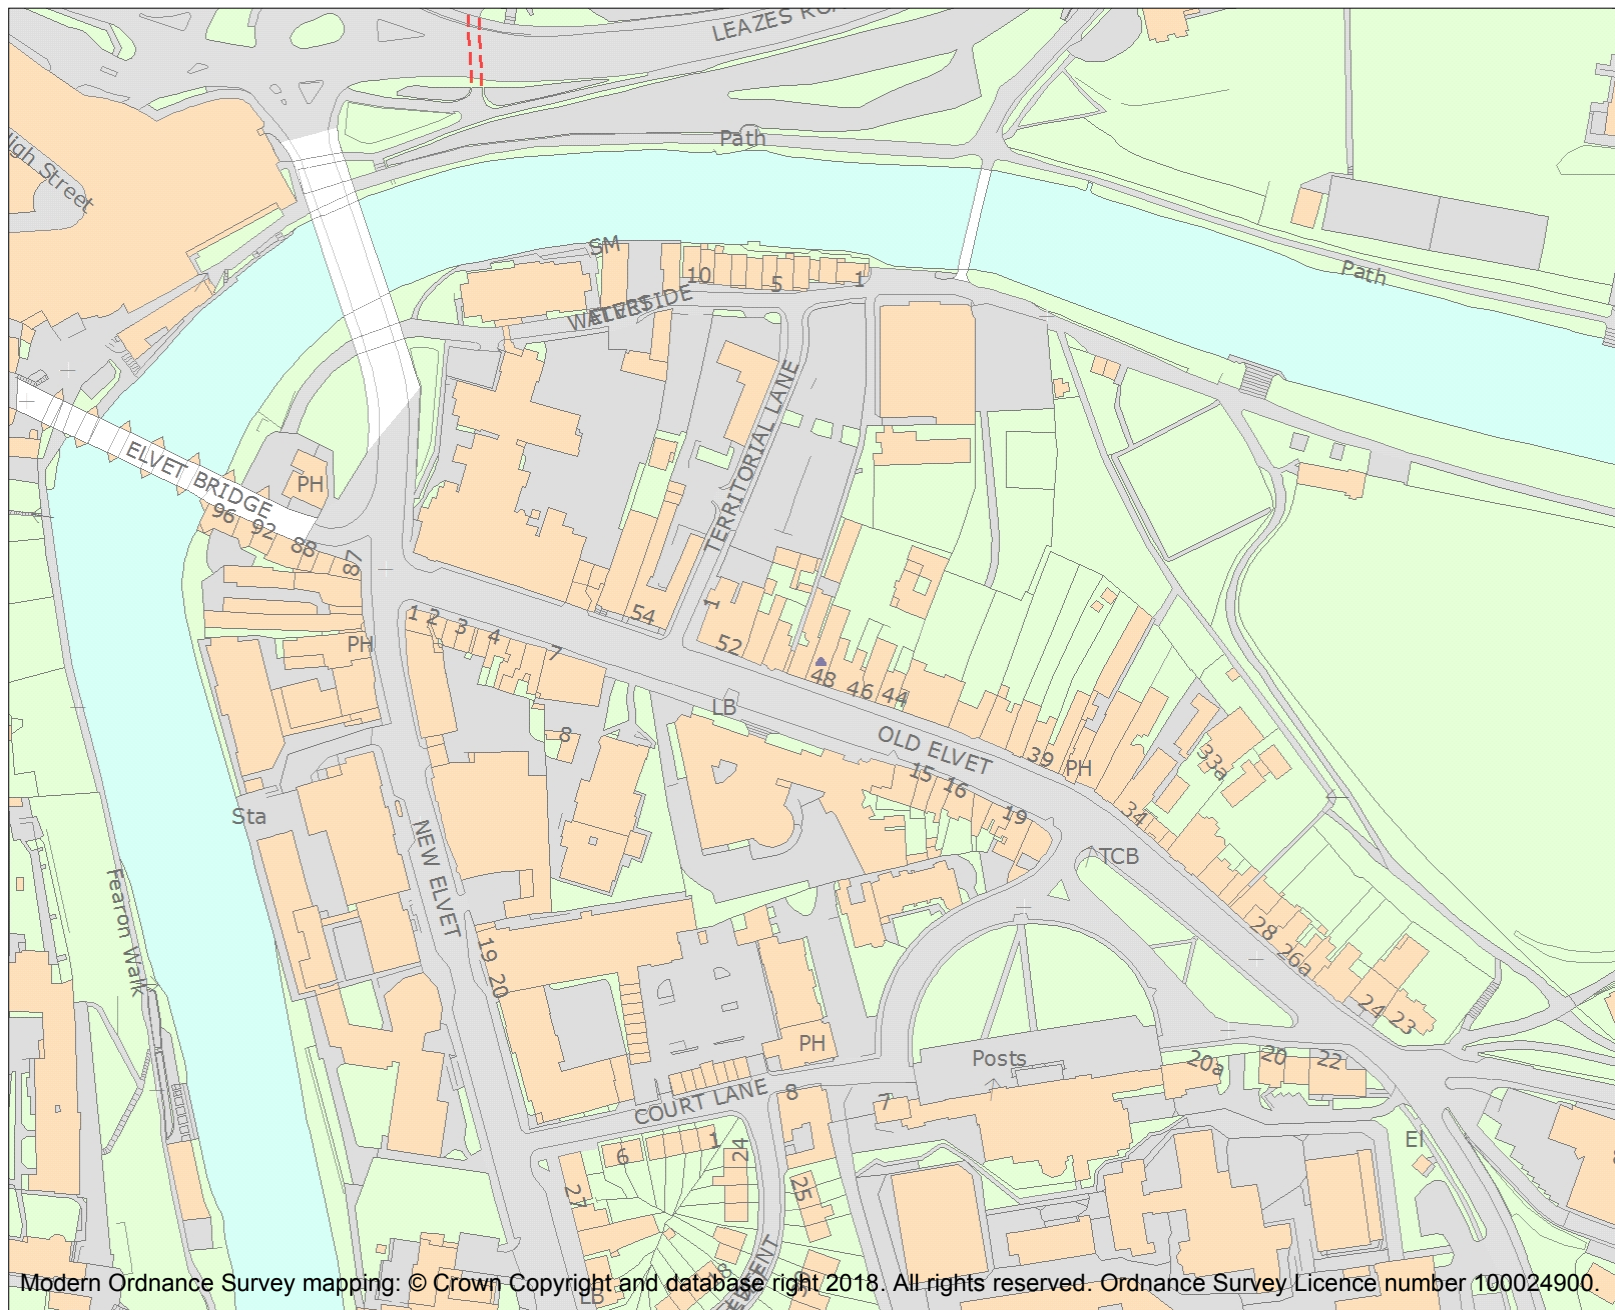 LEAZES
Path
High Street
SM
10
5
1
Path
WATERSIDE
ELVET
TERRITORIAL LANE
ELVET BRIDGE
PH
96
92
88
87
1
2
3
4
7
54
1
52
48
46
44
PH
LB
OLD ELVET
39
PH
33a
34
8
15
16
19
TCB
Sta
NEW ELVET
Fearon Walk
19
20
28
26a
24
23
PH
Posts
20a
20
22
COURT LANE
8
7
El
6
1
24
27
25
LB
Modern Ordnance Survey mapping: © Crown Copyright and database right 2018. All rights reserved. Ordnance Survey Licence number 100024900.